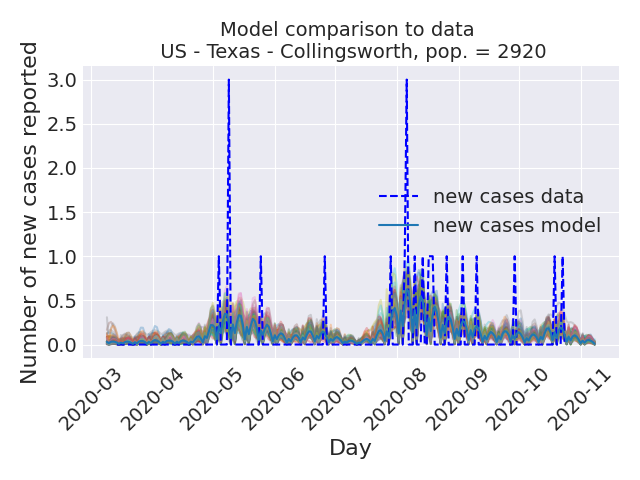 Model comparison to data
US - Texas - Collingsworth, pop. = 2920
Number of new cases reported
3.0
2.5
2.0
1.5
1.0
0.5
0.0
new cases data
new cases model
2020-03
2020-04
2020-05
2020-06
2020-07
2020-08
2020-09
2020-10
2020-11
Day